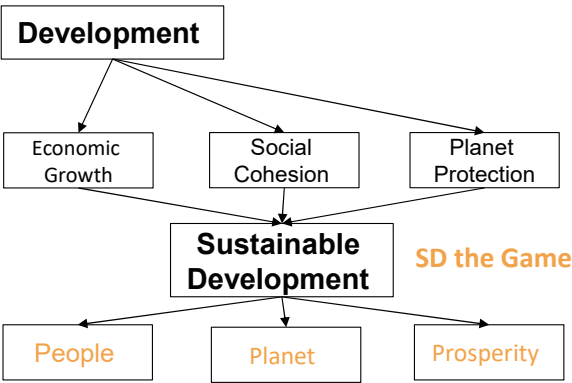 Development
Economic
Growth
Social
Cohesion
Planet
Protection
Sustainable
Development
SD the Game
People
Planet
Prosperity